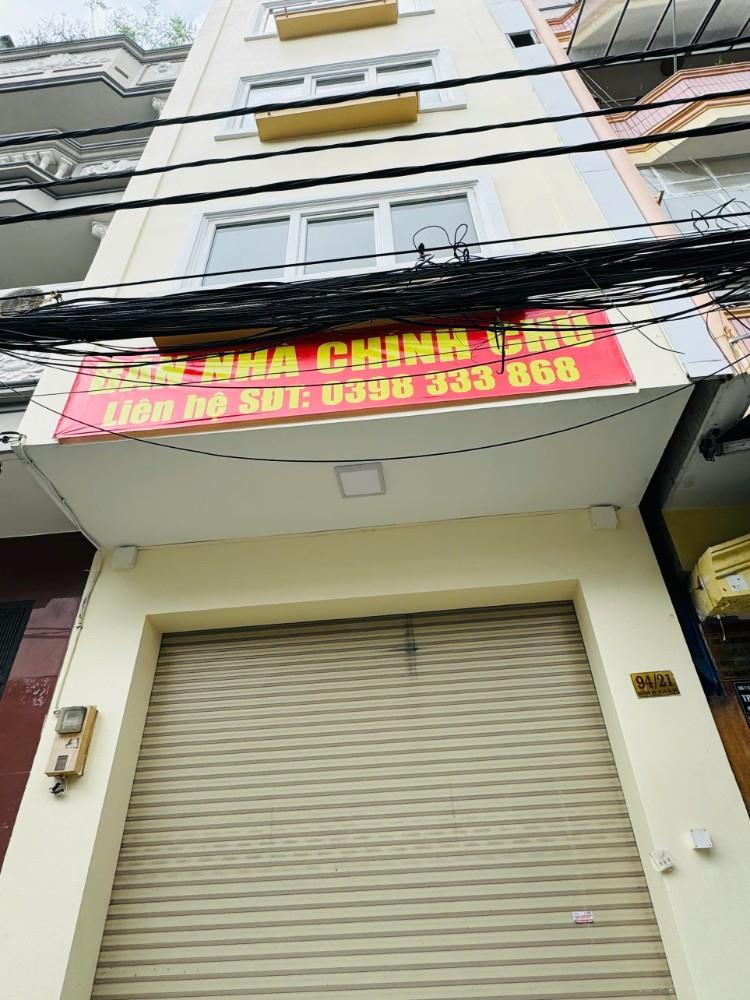 BÁN NHÀ CHÍNH CHỦ
Liên hệ SĐT: 0398 333 868
94/21